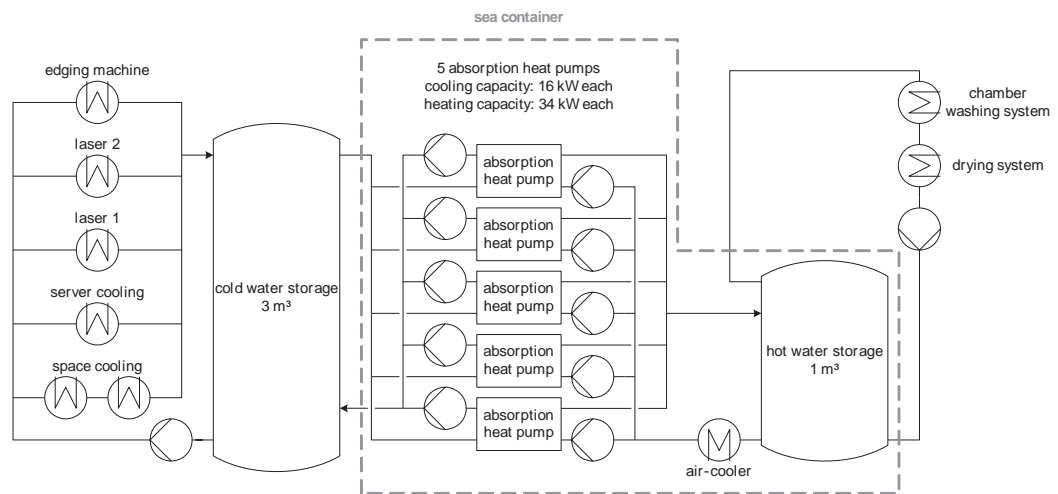 sea container
5 absorption heat pumps
cooling capacity: 16 kW each
heating capacity: 34 kW each
edging machine
laser 2
laser 1
server cooling
space cooling
cold water storage
3 m³
absorption
heat pump
absorption
heat pump
absorption
heat pump
absorption
heat pump
absorption
heat pump
air-cooler
hot water storage
1 m³
chamber
washing system
drying system